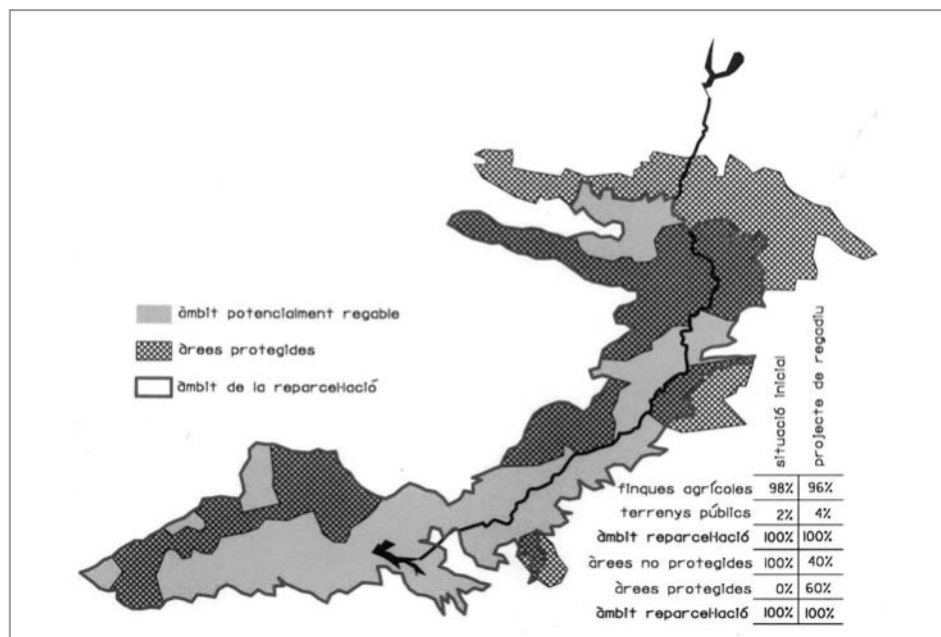 àmbit potencialment regable
àrees protegides
àmbit de la reparcel·lació
situació inicial
projecte de regadiu
finques agrícoles 98% 96%
terrenys públics 2% 4%
àmbit reparcel·lació 100% 100%
àrees no protegides 100% 40%
àrees protegides 0% 60%
àmbit reparcel·lació 100% 100%